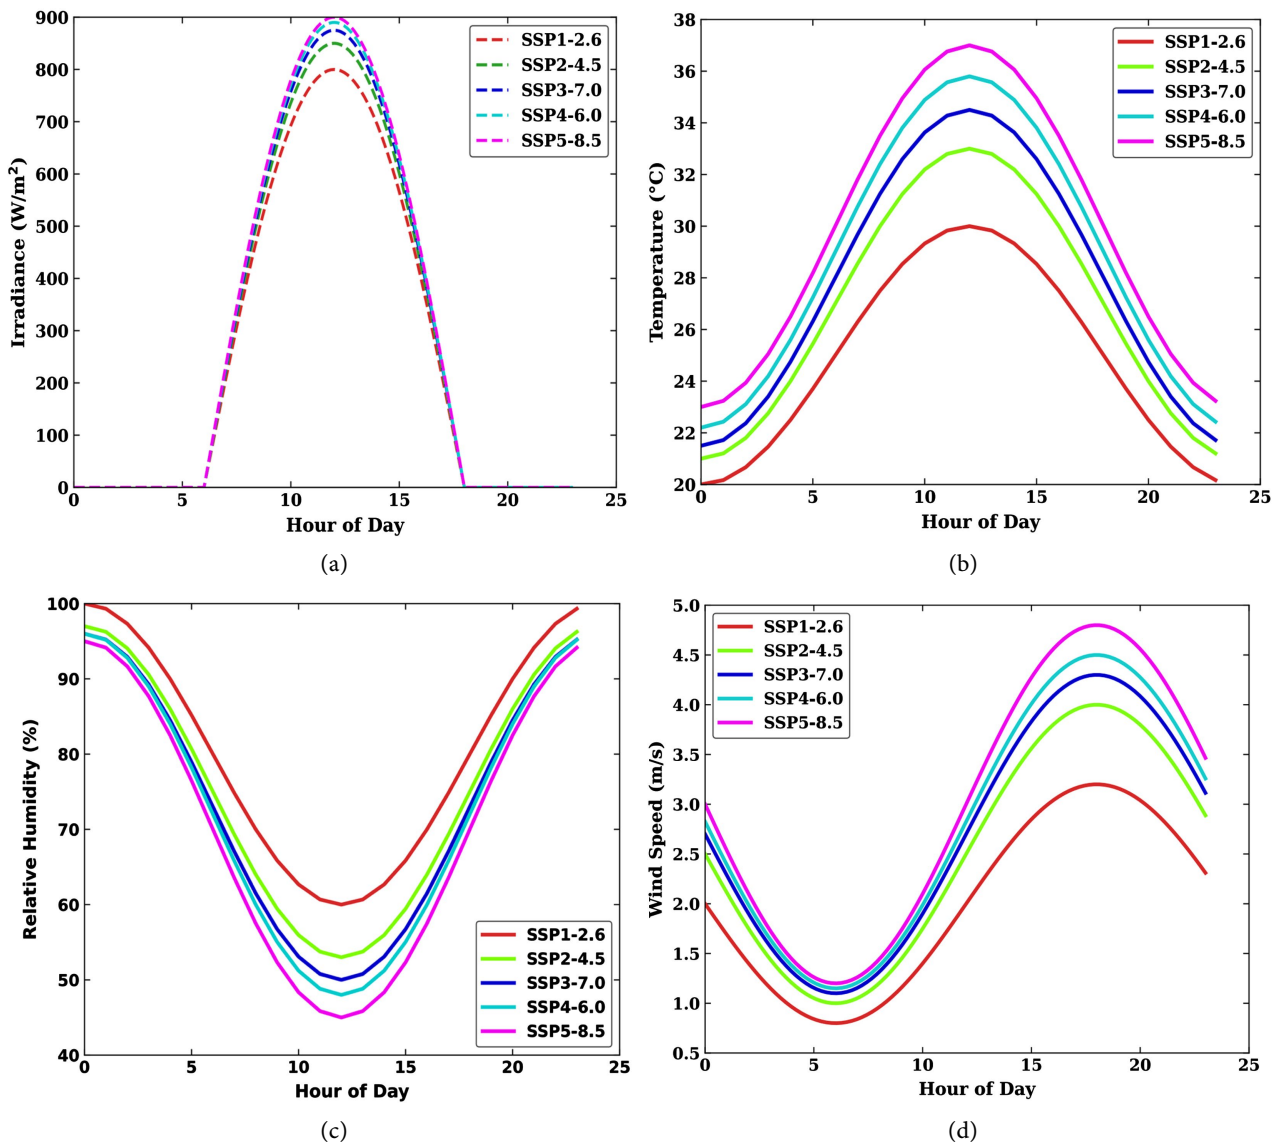 900
800
700
600
500
400
300
200
100
0
Irradiance (W/m²)
SSP1-2.6
SSP2-4.5
SSP3-7.0
SSP4-6.0
SSP5-8.5
0 5 10 15 20 25
Hour of Day
(a)
38
36
34
32
30
28
26
24
22
20
Temperature (°C)
SSP1-2.6
SSP2-4.5
SSP3-7.0
SSP4-6.0
SSP5-8.5
0 5 10 15 20 25
Hour of Day
(b)
100
90
80
70
60
50
40
Relative Humidity (%)
SSP1-2.6
SSP2-4.5
SSP3-7.0
SSP4-6.0
SSP5-8.5
0 5 10 15 20 25
Hour of Day
(c)
5.0
4.5
4.0
3.5
3.0
2.5
2.0
1.5
1.0
0.5
Wind Speed (m/s)
SSP1-2.6
SSP2-4.5
SSP3-7.0
SSP4-6.0
SSP5-8.5
0 5 10 15 20 25
Hour of Day
(d)